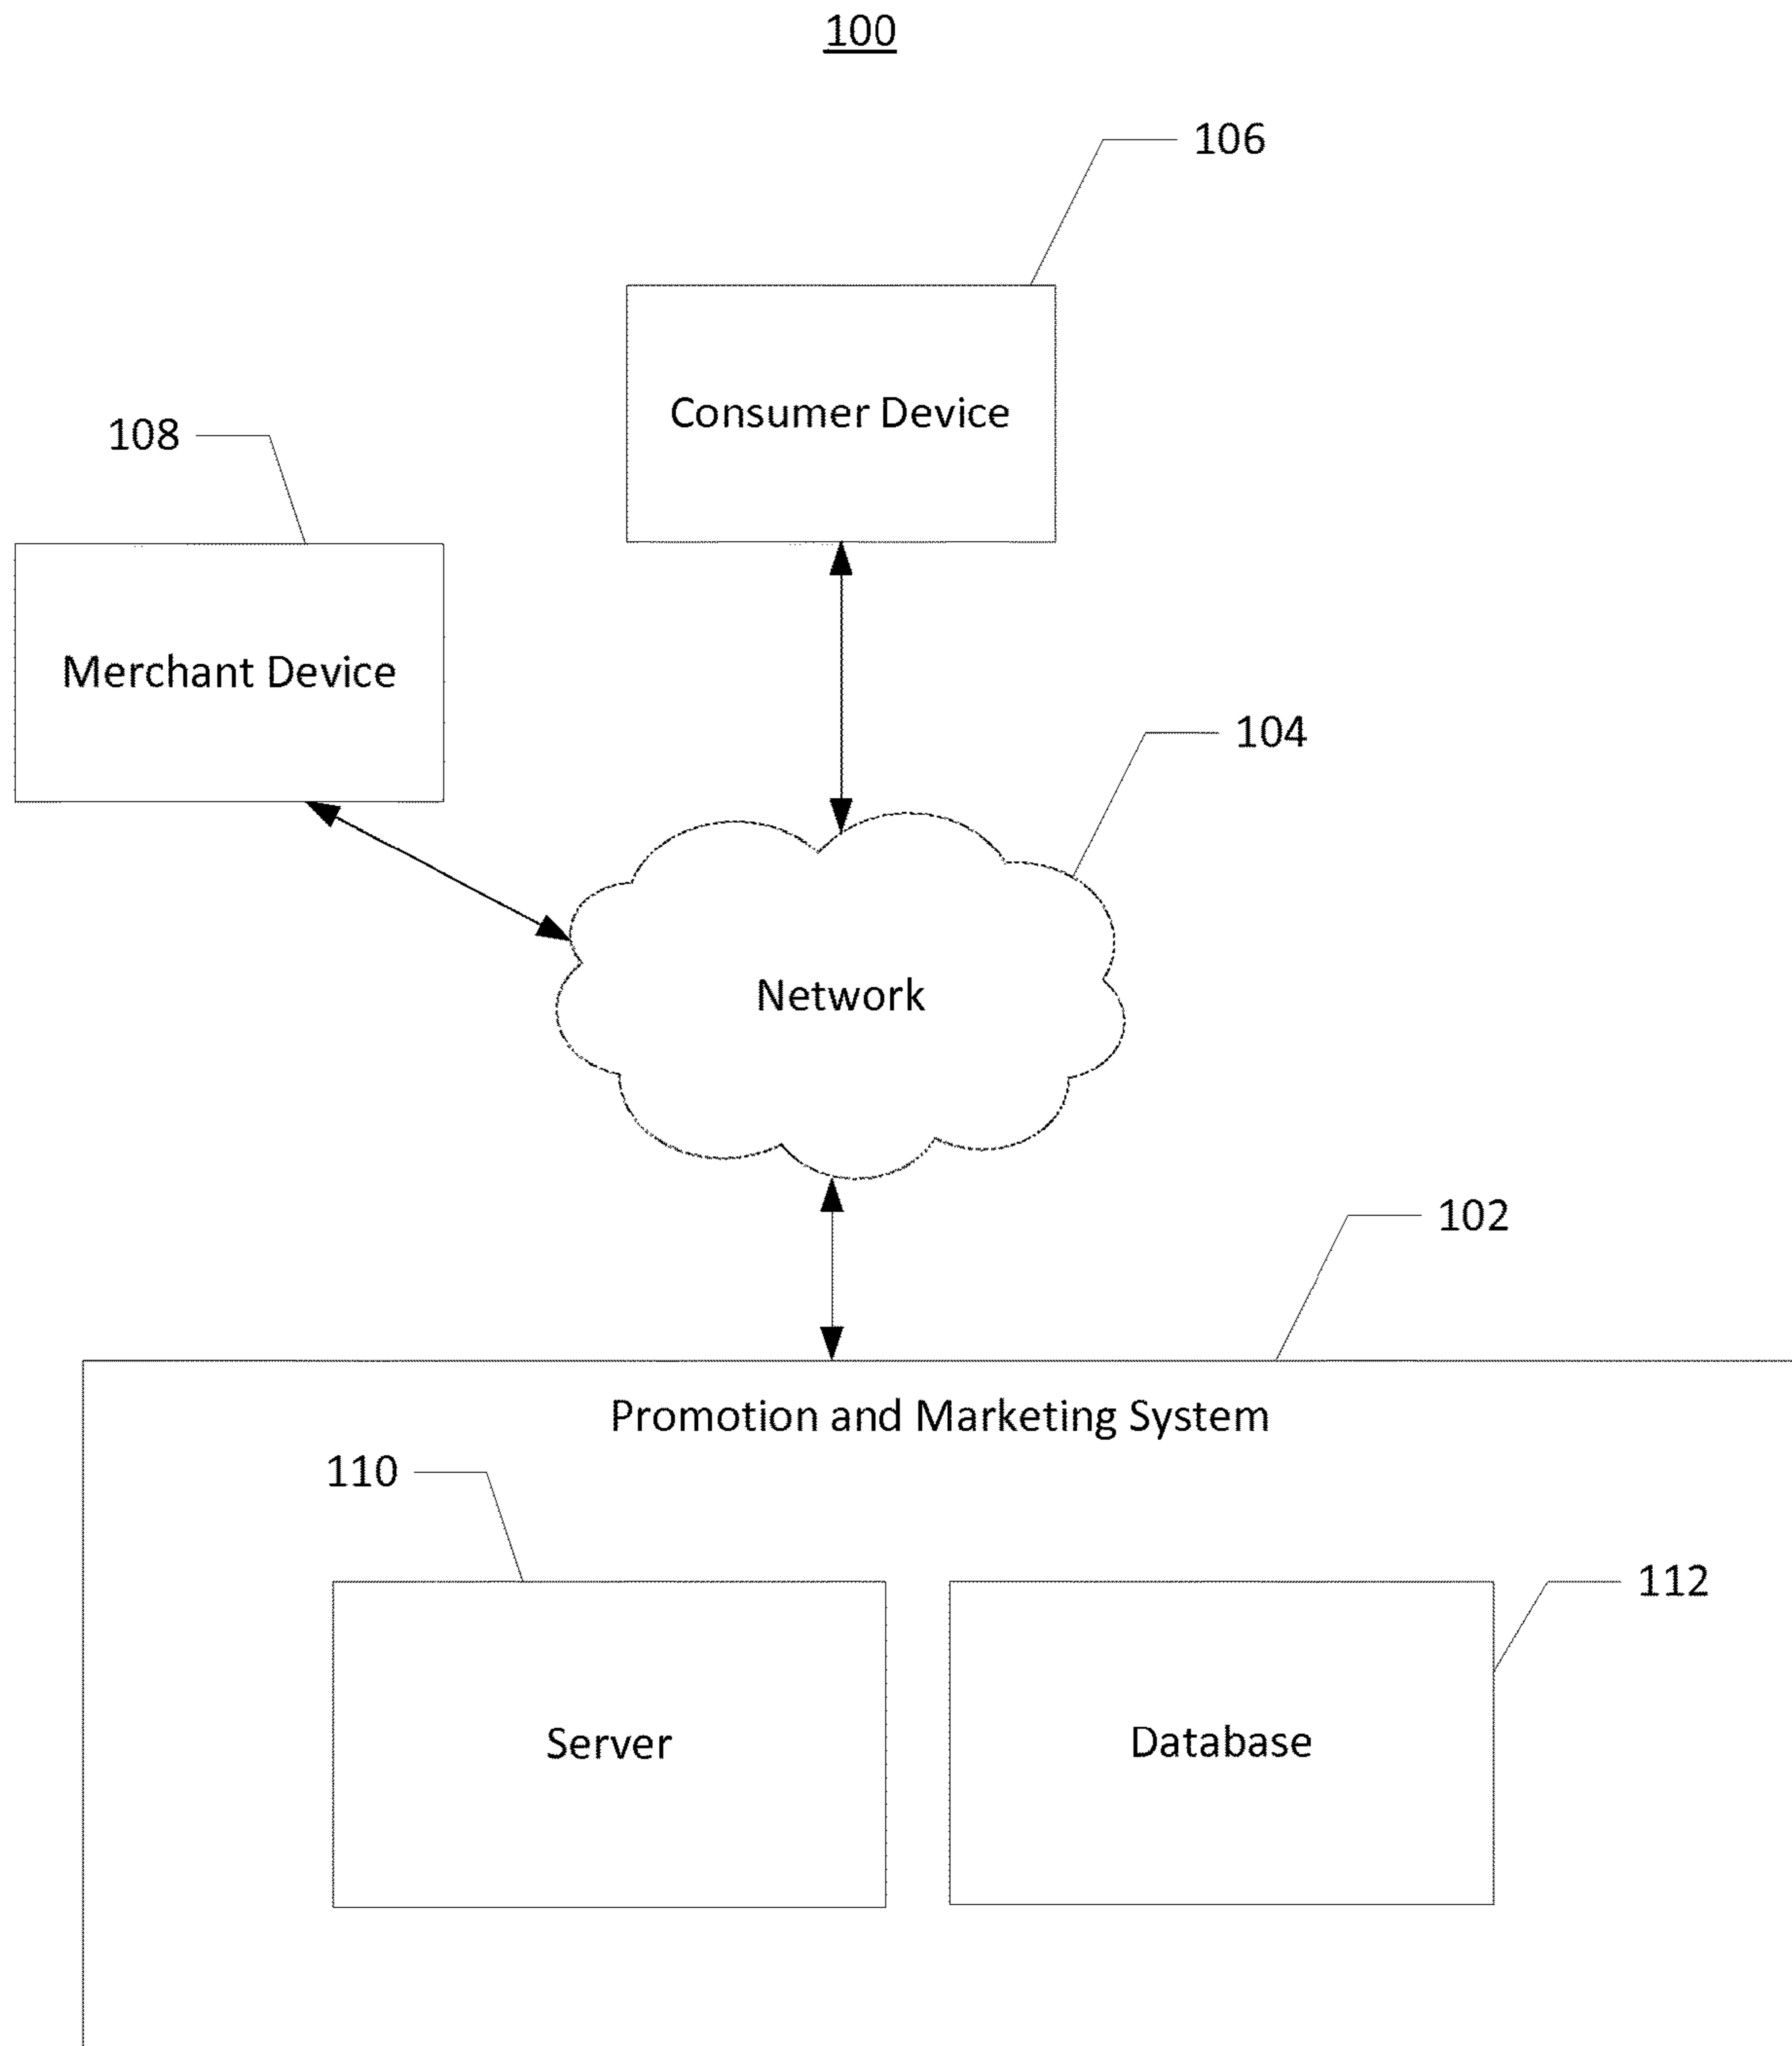 100
106
Consumer Device
108
Merchant Device
104
Network
102
Promotion and Marketing System
110
112
Server
Database